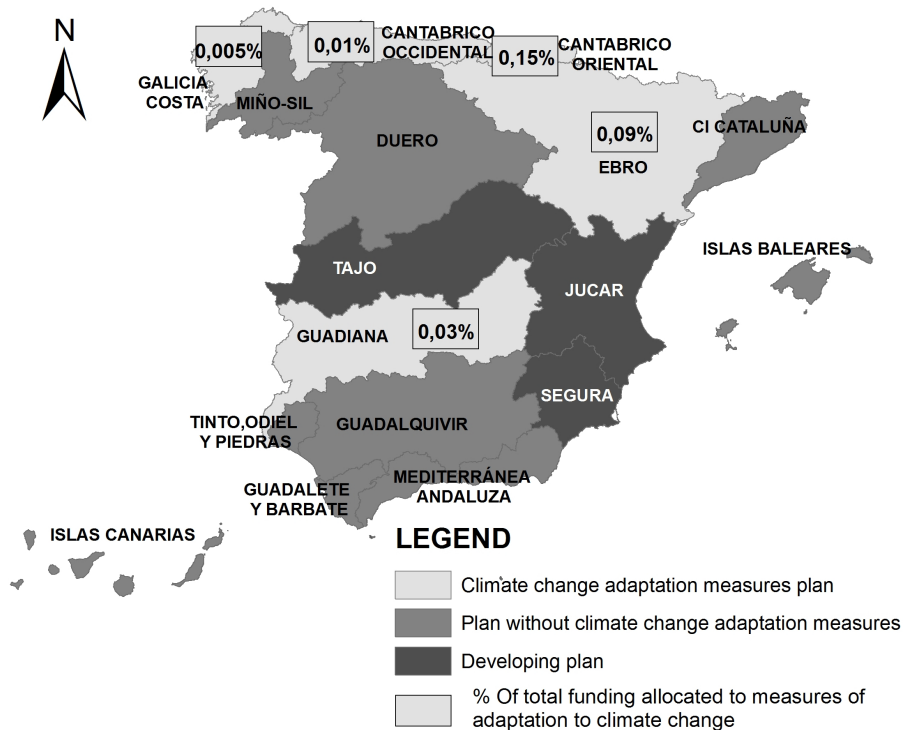 N
0,005%
0,01%
CANTABRICO
OCCIDENTAL
0,15%
CANTABRICO
ORIENTAL
GALICIA
COSTA
MIÑO-SIL
DUERO
0,09%
EBRO
CI CATALUÑA
ISLAS BALEARES
TAJO
JUCAR
GUADIANA
0,03%
SEGURA
TINTO,ODIEL
Y PIEDRAS
GUADALQUIVIR
MEDITERRÁNEA
ANDALUZA
GUADALETE
Y BARBATE
ISLAS CANARIAS
LEGEND
Climate change adaptation measures plan
Plan without climate change adaptation measures
Developing plan
% Of total funding allocated to measures of
adaptation to climate change